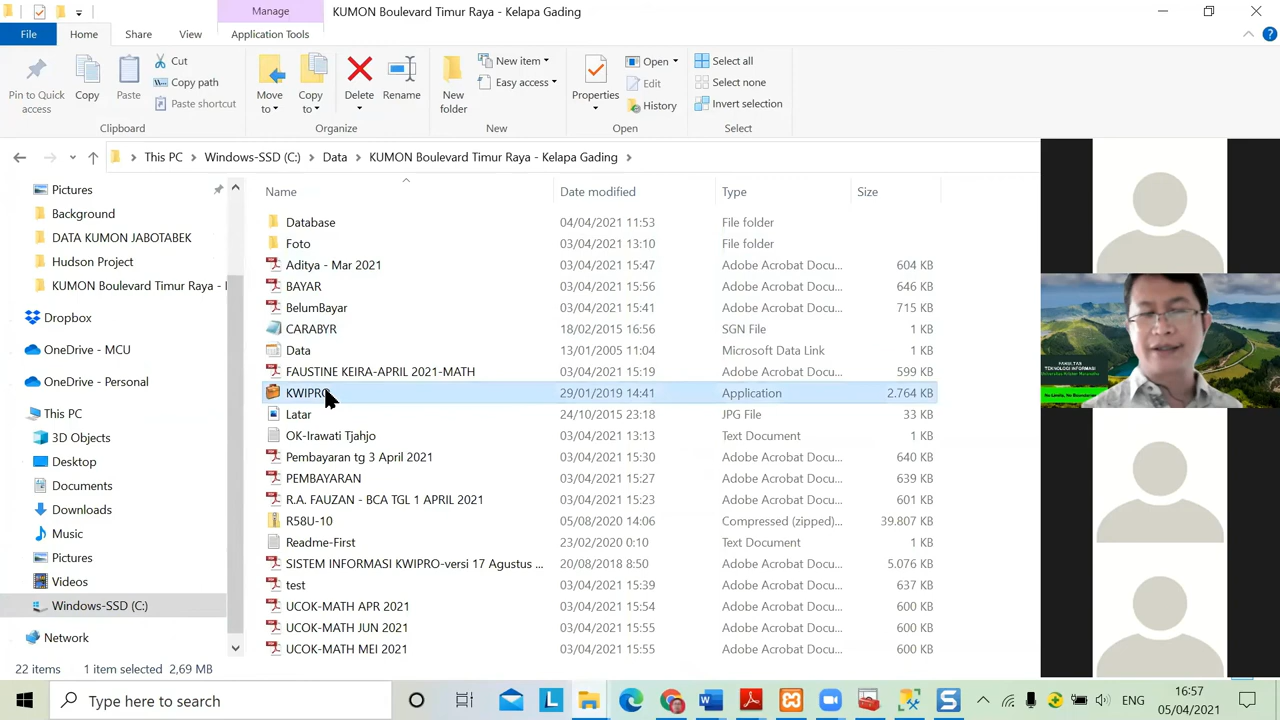 Manage
KUMON Boulevard Timur Raya - Kelapa Gading
File
Home
Share
View
Application Tools
Pin to Quick access
Copy
Paste
Cut
Copy path
Paste shortcut
Clipboard
Move to
Copy to
Delete
Rename
Organize
New folder
New item
Easy access
New
Properties
Open
Edit
History
Open
Select all
Select none
Invert selection
Select
This PC
Windows-SSD (C:)
Data
KUMON Boulevard Timur Raya - Kelapa Gading
Pictures
Background
DATA KUMON JABOTABEK
Hudson Project
KUMON Boulevard Timur Raya -
Dropbox
OneDrive - MCU
OneDrive - Personal
This PC
3D Objects
Desktop
Documents
Downloads
Music
Pictures
Videos
Windows-SSD (C:)
Network
Name Date modified Type Size
Database 04/04/2021 11:53 File folder
Foto 03/04/2021 13:10 File folder
Aditya - Mar 2021 03/04/2021 15:47 Adobe Acrobat Docu... 604 KB
BAYAR 03/04/2021 15:56 Adobe Acrobat Docu... 646 KB
BelumBayar 03/04/2021 15:41 Adobe Acrobat Docu... 715 KB
CARABYR 18/02/2015 16:56 SGN File 1 KB
Data 13/01/2005 11:04 Microsoft Data Link 1 KB
FAUSTINE APRIL 2021-MATH 03/04/2021 Adobe Acrobat Docu... 599 KB
KWIPRO 29/01/2019 14:41 Application 2.764 KB
Latar 24/10/2015 23:18 JPG File 33 KB
OK-Irawati Tjahjo 03/04/2021 13:13 Text Document 1 KB
Pembayaran tg 3 April 2021 03/04/2021 15:30 Adobe Acrobat Docu... 640 KB
PEMBAYARAN 03/04/2021 15:27 Adobe Acrobat Docu... 639 KB
R.A. FAUZAN - BCA TGL 1 APRIL 2021 03/04/2021 15:23 Adobe Acrobat Docu... 601 KB
R58U-10 05/08/2020 14:06 Compressed (zipped)... 39.807 KB
Readme-First 23/02/2020 0:10 Text Document 1 KB
SISTEM INFORMASI KWIPRO-versi 17 Agustus ... 20/08/2018 8:50 Adobe Acrobat Docu... 5.076 KB
test 03/04/2021 15:39 Adobe Acrobat Docu... 637 KB
UCOK-MATH APR 2021 03/04/2021 15:54 Adobe Acrobat Docu... 600 KB
UCOK-MATH JUN 2021 03/04/2021 15:55 Adobe Acrobat Docu... 600 KB
UCOK-MATH MEI 2021 03/04/2021 15:55 Adobe Acrobat Docu... 600 KB
FAKULTAS
TEKNOLOGI INFORMASI
Universitas Kristen Maranatha
22 items
1 item selected 2,69 MB
Type here to search
ENG
16:57
05/04/2021